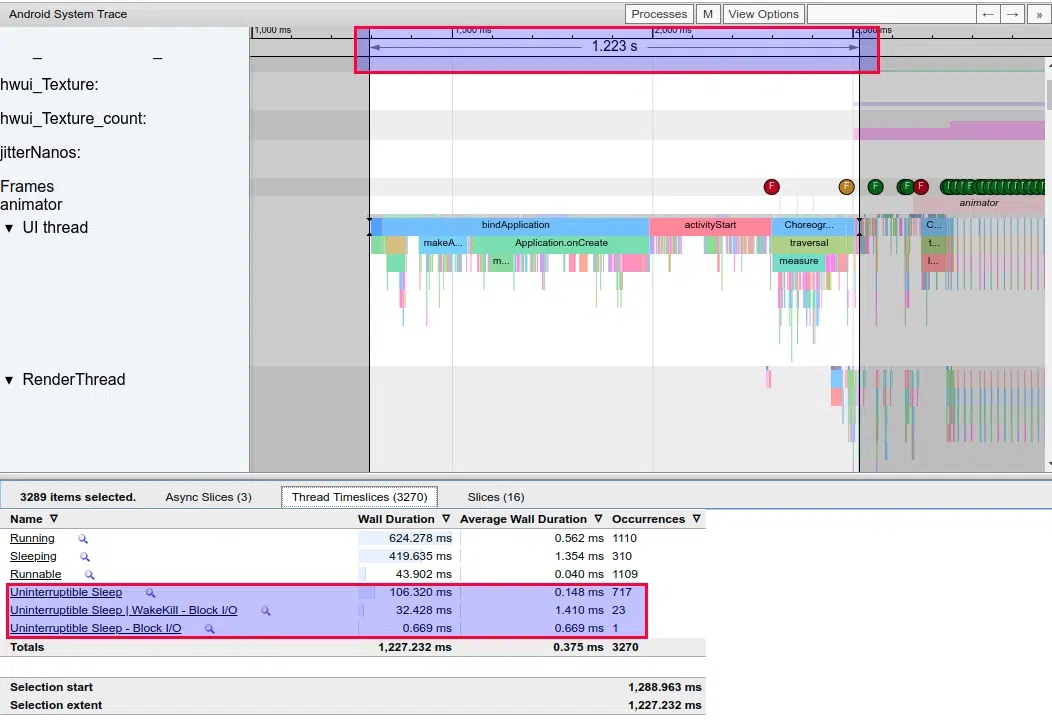 Android System Trace Processes M View Options ← → »
1,000 ms 1,500 ms 2,000 ms 2,500 ms
1.223 s
hwui_Texture:
hwui_Texture_count:
jitterNanos:
Frames F F F F F
animator animator
▼ UI thread bindApplication activityStart Choreogr... C...
makeA... Application.onCreate traversal t...
m... measure l...
▼ RenderThread
3289 items selected. Async Slices (3) Thread Timeslices (3270) Slices (16)
Name ▽ Wall Duration ▽ Average Wall Duration ▽ Occurrences ▽
Running 624.278 ms 0.562 ms 1110
Sleeping 419.635 ms 1.354 ms 310
Runnable 43.902 ms 0.040 ms 1109
Uninterruptible Sleep 106.320 ms 0.148 ms 717
Uninterruptible Sleep | WakeKill - Block I/O 32.428 ms 1.410 ms 23
Uninterruptible Sleep - Block I/O 0.669 ms 0.669 ms 1
Totals 1,227.232 ms 0.375 ms 3270
Selection start 1,288.963 ms
Selection extent 1,227.232 ms